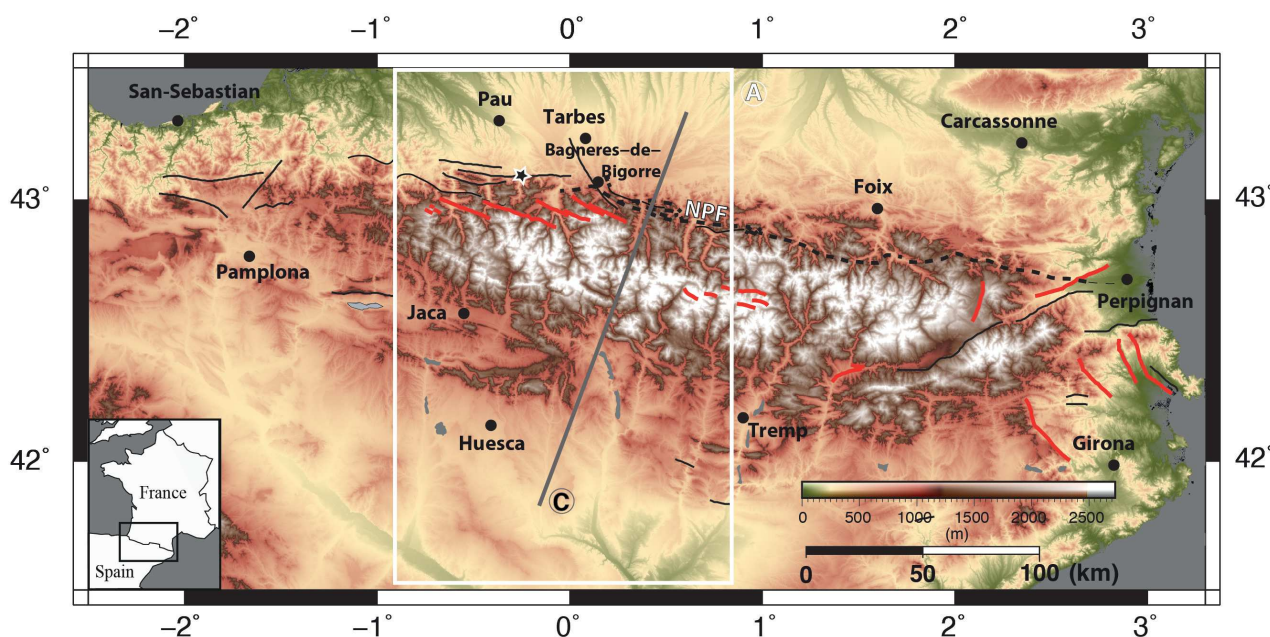 −2° −1° 0° 1° 2° 3°
A
San-Sebastian
Pau
Tarbes
Carcassonne
Bagneres−de−
Bigorre
Foix
43° 43°
NPF
Pamplona
Perpignan
Jaca
Huesca
Tremp
Girona
42° 42°
C
France
Spain
0 500 1000 1500 2000 2500
(m)
0 50 100 (km)
−2° −1° 0° 1° 2° 3°